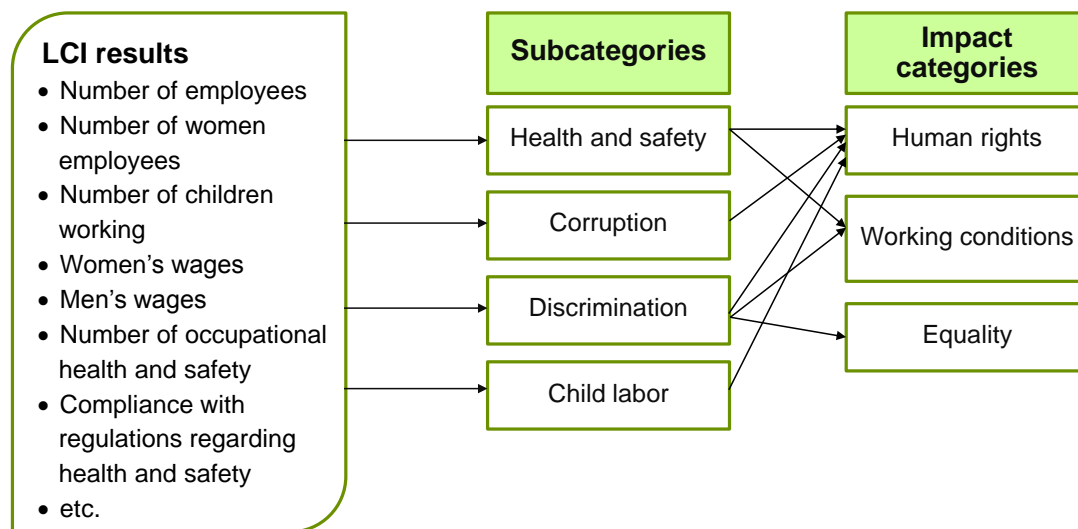 LCI results
• Number of employees
• Number of women
employees
• Number of children
working
• Women’s wages
• Men’s wages
• Number of occupational
health and safety
• Compliance with
regulations regarding
health and safety
• etc.
Subcategories
Health and safety
Corruption
Discrimination
Child labor
Impact
categories
Human rights
Working conditions
Equality